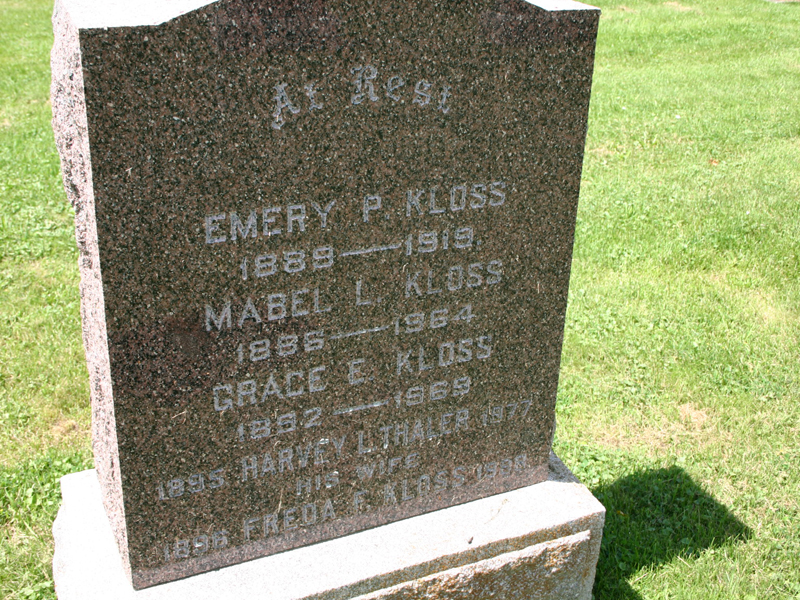 At Rest
EMERY P. KLOSS
1889—1919.
MABEL L. KLOSS
1886—1964
GRACE E. KLOSS
1882—1969
1895 HARVEY L. THALER 1977
HIS WIFE
FREDA F. KLOSS